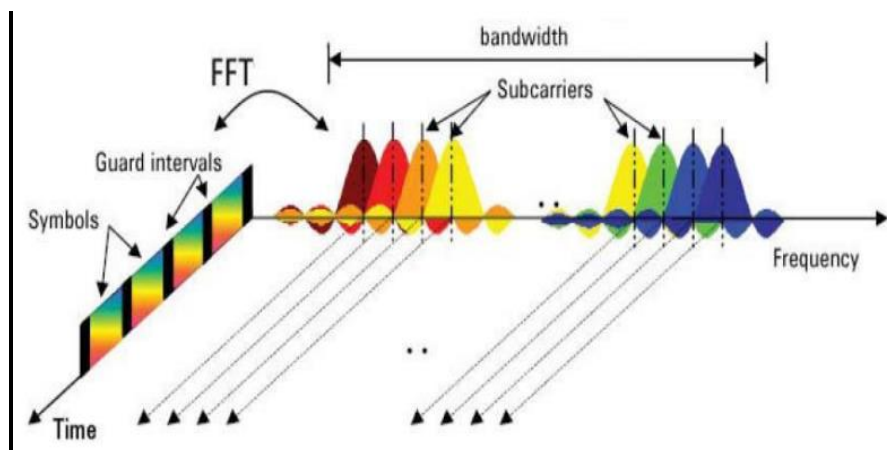 bandwidth
FFT
Subcarriers
Guard intervals
Symbols
Frequency
Time